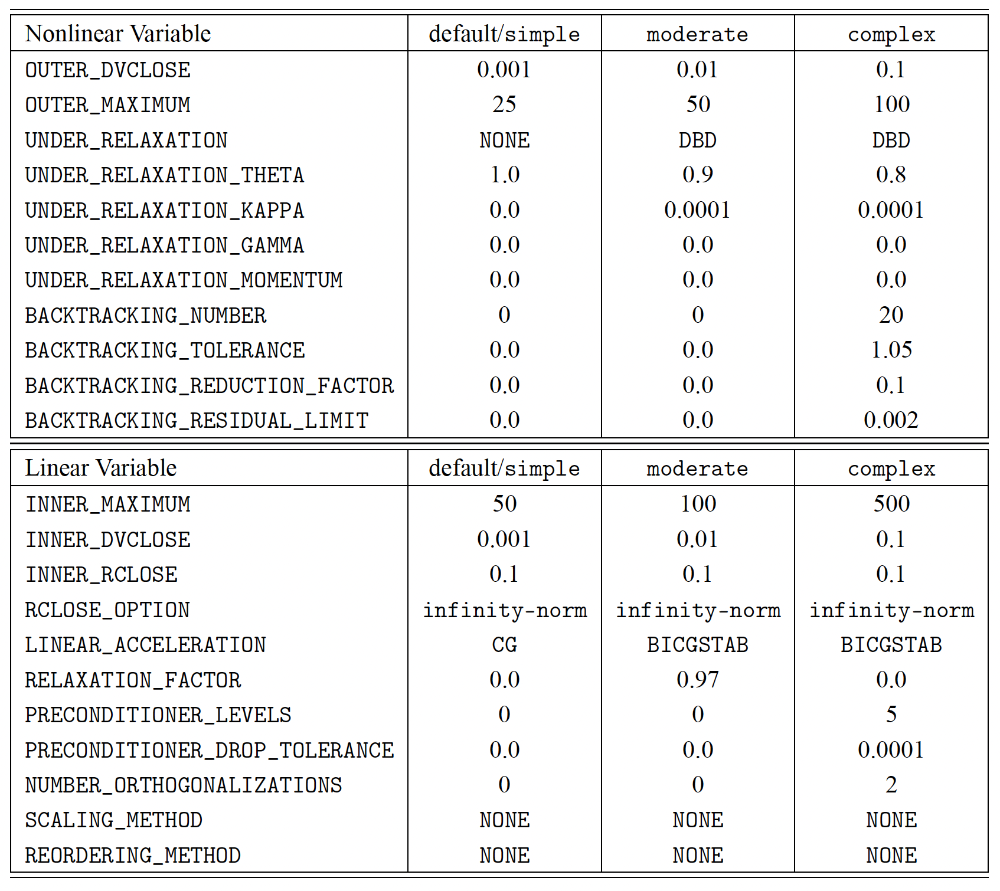 Nonlinear Variable default/simple moderate complex
OUTER_DVCLOSE 0.001 0.01 0.1
OUTER_MAXIMUM 25 50 100
UNDER_RELAXATION NONE DBD DBD
UNDER_RELAXATION_THETA 1.0 0.9 0.8
UNDER_RELAXATION_KAPPA 0.0 0.0001 0.0001
UNDER_RELAXATION_GAMMA 0.0 0.0 0.0
UNDER_RELAXATION_MOMENTUM 0.0 0.0 0.0
BACKTRACKING_NUMBER 0 0 20
BACKTRACKING_TOLERANCE 0.0 0.0 1.05
BACKTRACKING_REDUCTION_FACTOR 0.0 0.0 0.1
BACKTRACKING_RESIDUAL_LIMIT 0.0 0.0 0.002
Linear Variable default/simple moderate complex
INNER_MAXIMUM 50 100 500
INNER_DVCLOSE 0.001 0.01 0.1
INNER_RCLOSE 0.1 0.1 0.1
RCLOSE_OPTION infinity-norm infinity-norm infinity-norm
LINEAR_ACCELERATION CG BICGSTAB BICGSTAB
RELAXATION_FACTOR 0.0 0.97 0.0
PRECONDITIONER_LEVELS 0 0 5
PRECONDITIONER_DROP_TOLERANCE 0.0 0.0 0.0001
NUMBER_ORTHOGONALIZATIONS 0 0 2
SCALING_METHOD NONE NONE NONE
REORDERING_METHOD NONE NONE NONE